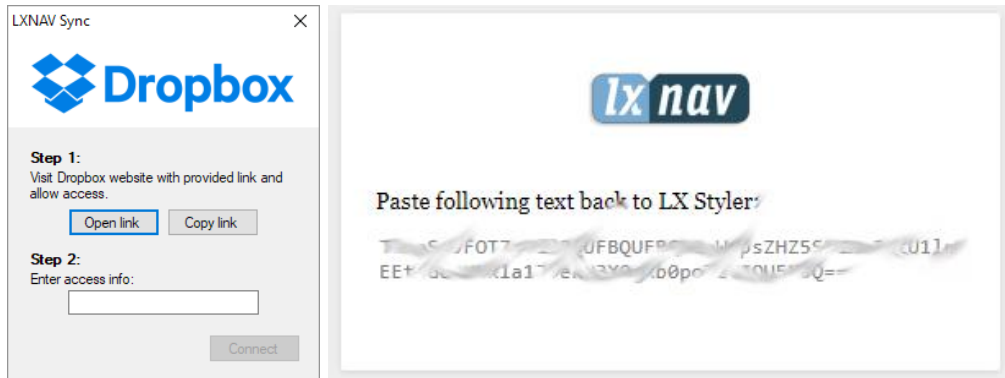 LXNAV Sync
Dropbox
Step 1:
Visit Dropbox website with provided link and
allow access.
Open link
Copy link
Step 2:
Enter access info:
Connect
lx nav
Paste following text back to LX Styler: